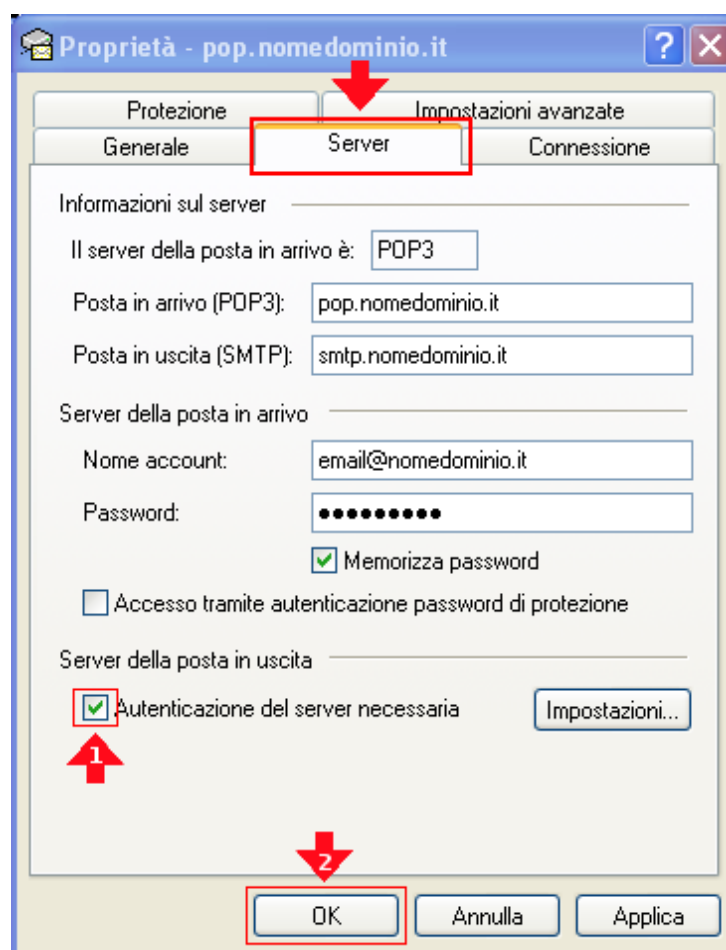 Proprietà - pop.nomedominio.it
?
X
Protezione
Impostazioni avanzate
Generale
Server
Connessione
Informazioni sul server
Il server della posta in arrivo è: POP3
Posta in arrivo (POP3): pop.nomedominio.it
Posta in uscita (SMTP): smtp.nomedominio.it
Server della posta in arrivo
Nome account: email@nomedominio.it
Password: ●●●●●●●●●
Memorizza password
Accesso tramite autenticazione password di protezione
Server della posta in uscita
Autenticazione del server necessaria Impostazioni...
1
2
OK Annulla Applica